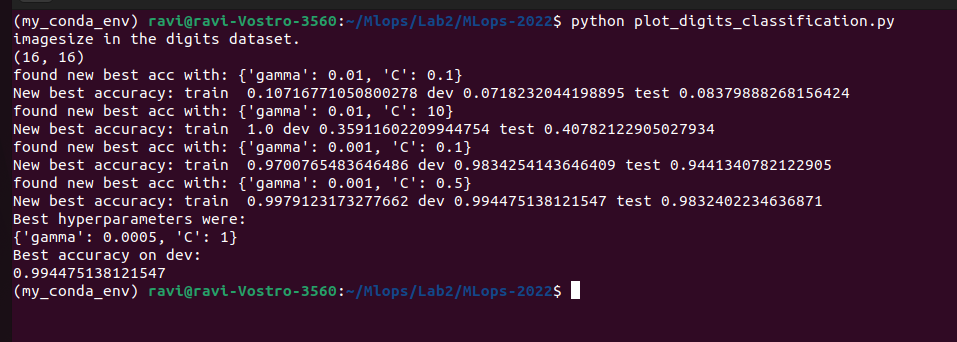 (my_conda_env) ravi@ravi-Vostro-3560:~/Mlops/Lab2/MLops-2022$ python plot_digits_classification.py
imagesize in the digits dataset.
(16, 16)
found new best acc with: {'gamma': 0.01, 'C': 0.1}
New best accuracy: train  0.10716771050800278 dev 0.0718232044198895 test 0.08379888268156424
found new best acc with: {'gamma': 0.01, 'C': 10}
New best accuracy: train  1.0 dev 0.35911602209944754 test 0.40782122905027934
found new best acc with: {'gamma': 0.001, 'C': 0.1}
New best accuracy: train  0.9700765483646486 dev 0.9834254143646409 test 0.9441340782122905
found new best acc with: {'gamma': 0.001, 'C': 0.5}
New best accuracy: train  0.9979123173277662 dev 0.994475138121547 test 0.9832402234636871
Best hyperparameters were:
{'gamma': 0.0005, 'C': 1}
Best accuracy on dev:
0.994475138121547
(my_conda_env) ravi@ravi-Vostro-3560:~/Mlops/Lab2/MLops-2022$